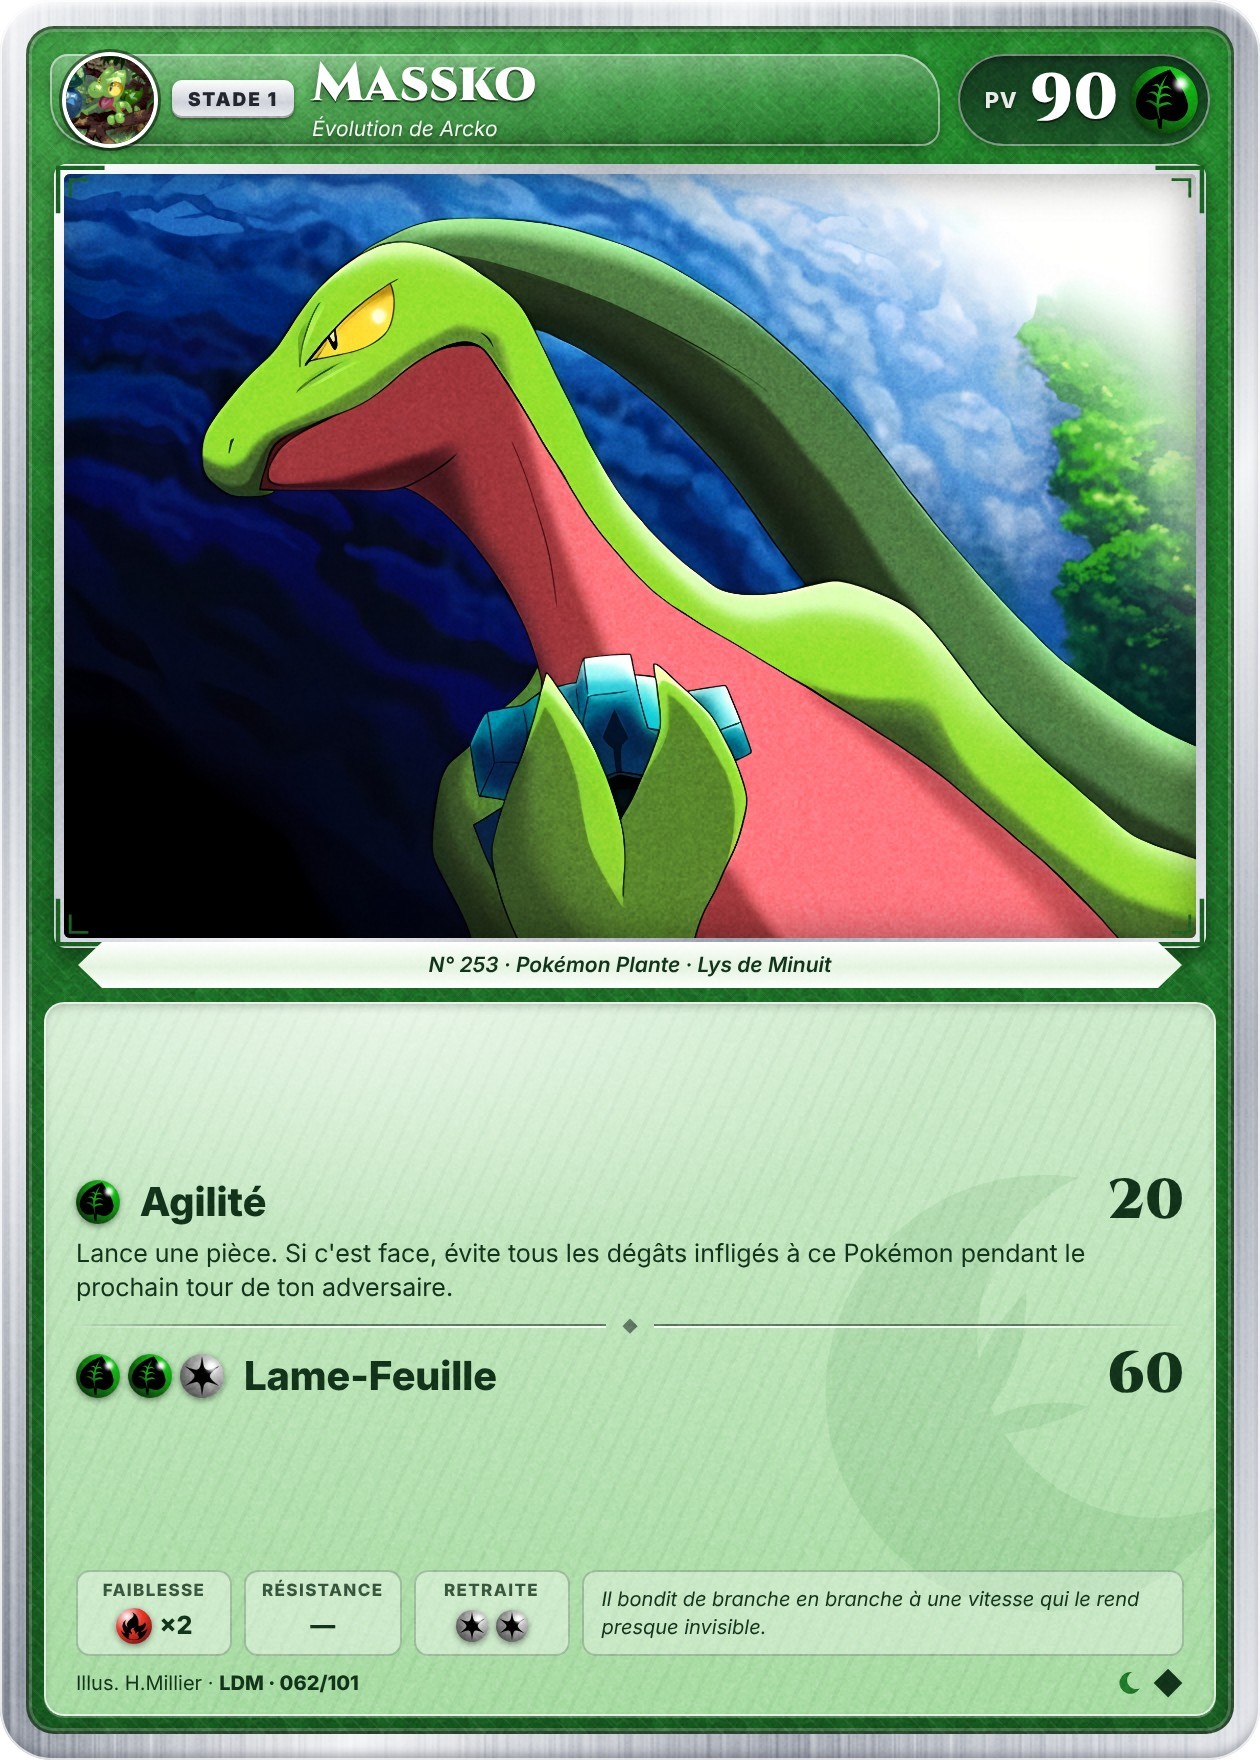 STADE 1
Massko
Évolution de Arcko
PV 90
N° 253 · Pokémon Plante · Lys de Minuit
Agilité 20
Lance une pièce. Si c'est face, évite tous les dégâts infligés à ce Pokémon pendant le
prochain tour de ton adversaire.
Lame-Feuille 60
FAIBLESSE
×2
RÉSISTANCE
—
RETRAITE
Il bondit de branche en branche à une vitesse qui le rend
presque invisible.
Illus. H.Millier · LDM · 062/101